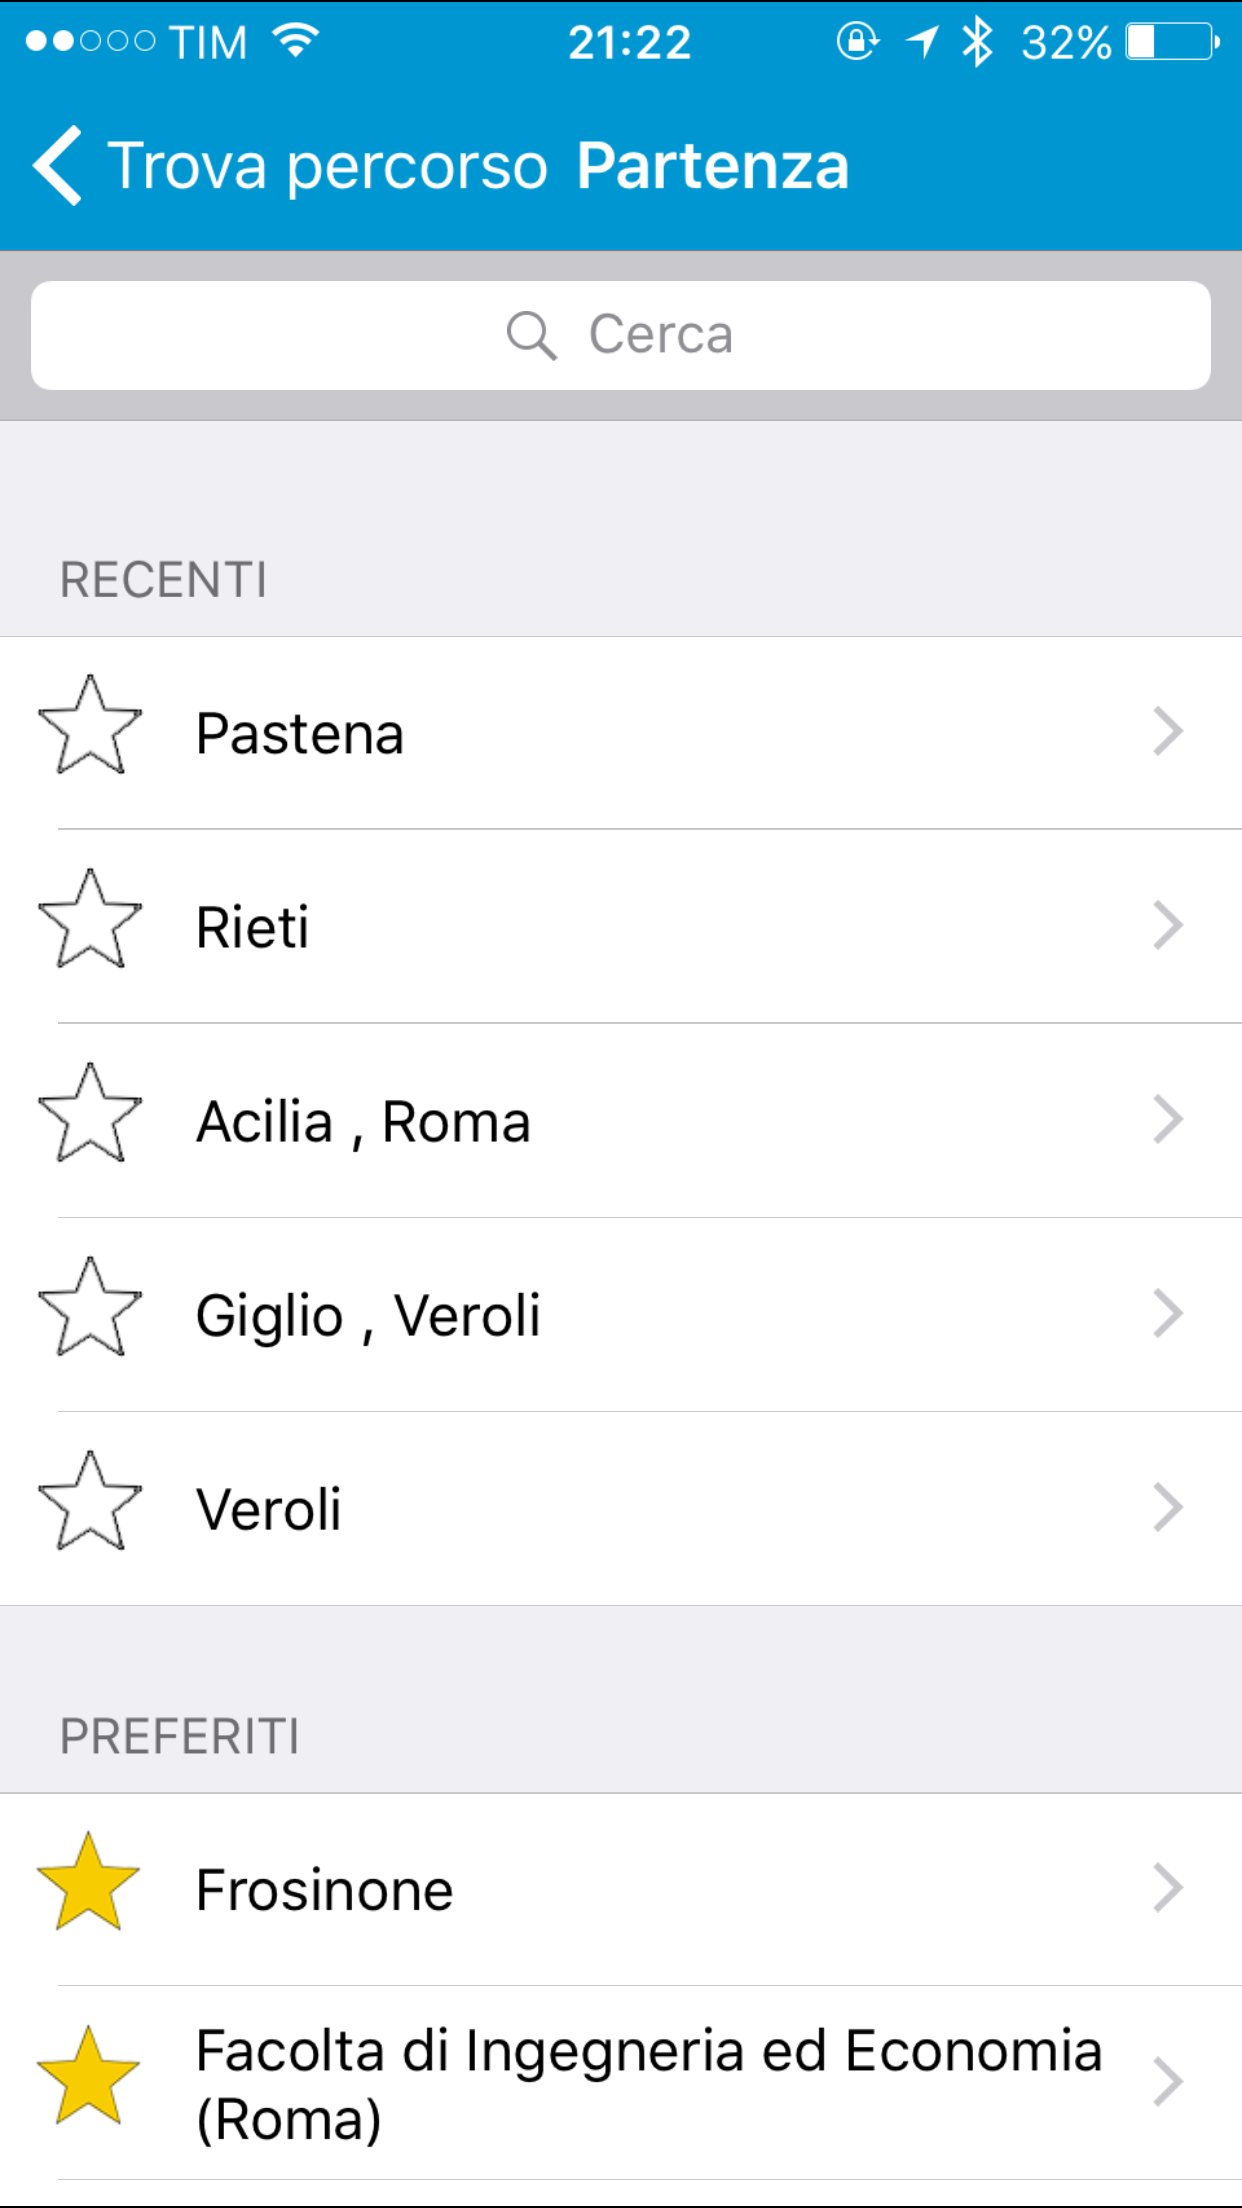 TIM 21:22 32%
Trova percorso Partenza
Cerca
RECENTI
Pastena
Rieti
Acilia , Roma
Giglio , Veroli
Veroli
PREFERITI
Frosinone
Facolta di Ingegneria ed Economia
(Roma)